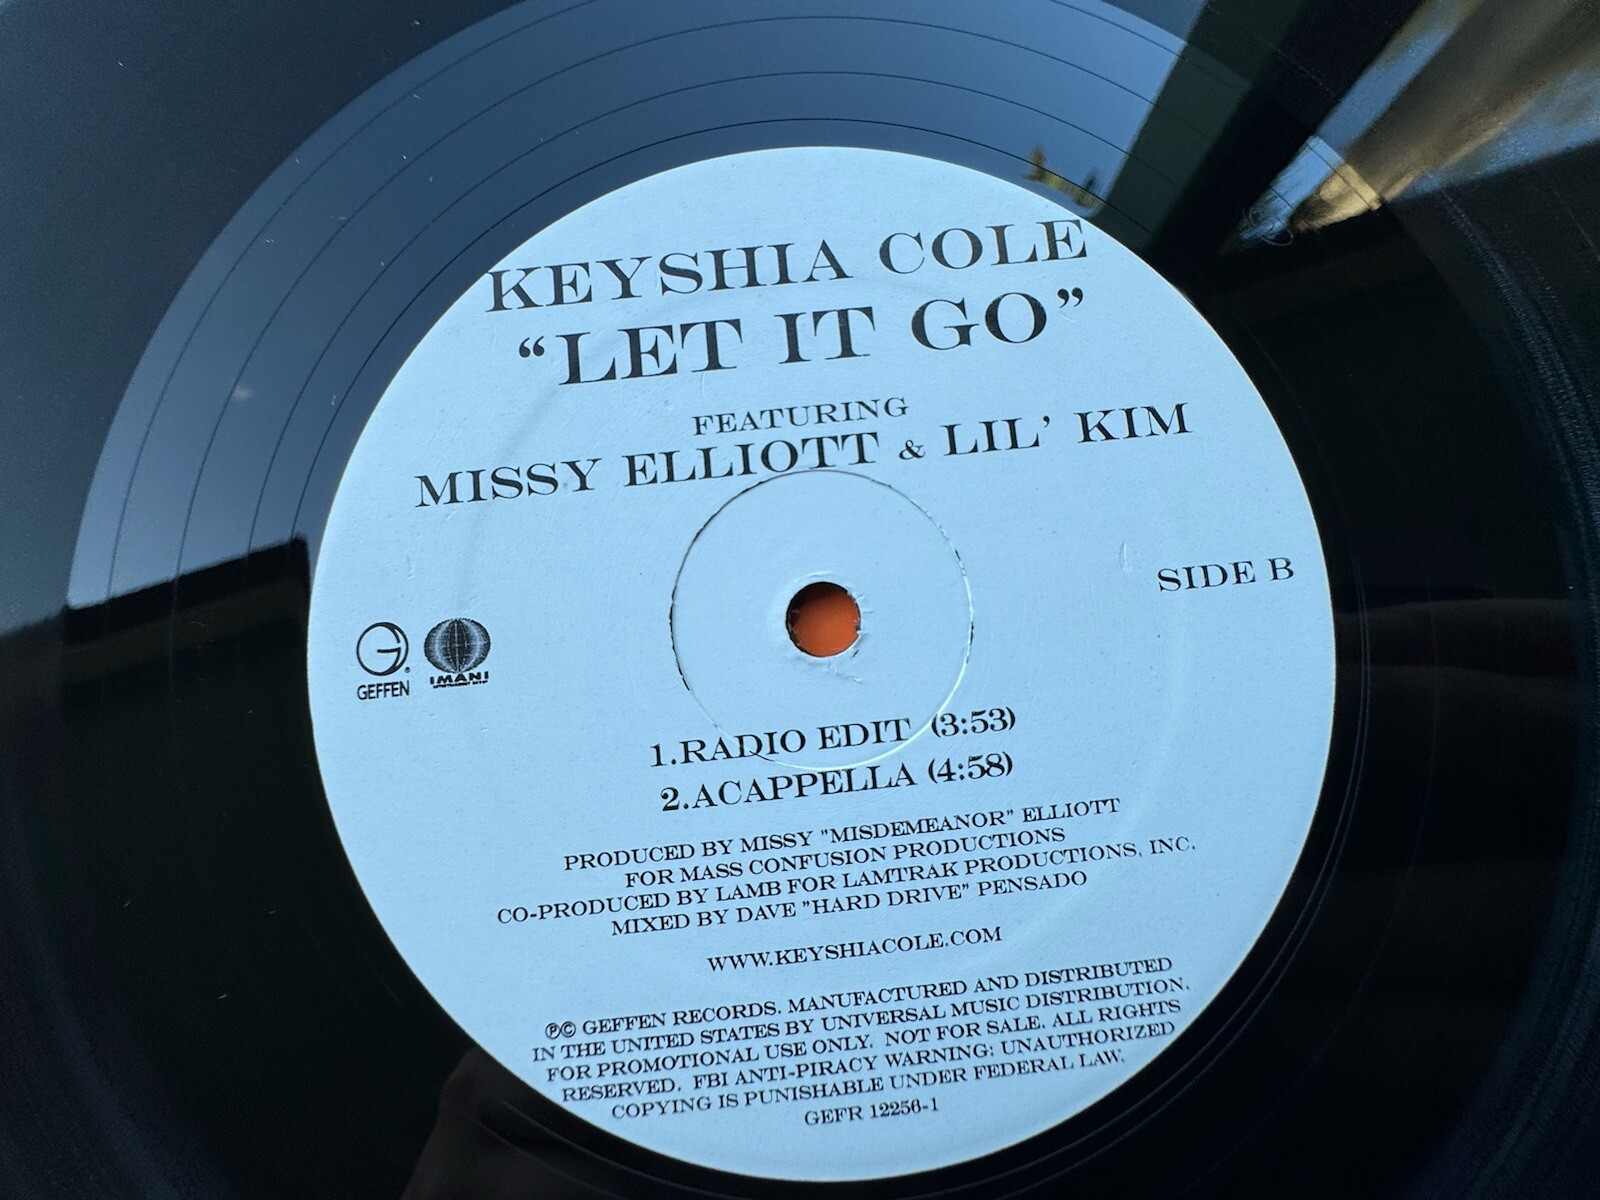 KEYSHIA COLE
“LET IT GO”
FEATURING
MISSY ELLIOTT & LIL’ KIM
SIDE B
GEFFEN
IMANI
1.RADIO EDIT (3:53)
2.ACAPPELLA (4:58)
PRODUCED BY MISSY "MISDEMEANOR" ELLIOTT
FOR MASS CONFUSION PRODUCTIONS
CO-PRODUCED BY LAMB FOR LAMTRAK PRODUCTIONS, INC.
MIXED BY DAVE "HARD DRIVE" PENSADO
WWW.KEYSHIACOLE.COM
℗© GEFFEN RECORDS. MANUFACTURED AND DISTRIBUTED
IN THE UNITED STATES BY UNIVERSAL MUSIC DISTRIBUTION.
FOR PROMOTIONAL USE ONLY. NOT FOR SALE. ALL RIGHTS
RESERVED. FBI ANTI-PIRACY WARNING: UNAUTHORIZED
COPYING IS PUNISHABLE UNDER FEDERAL LAW.
GEFR 12256-1